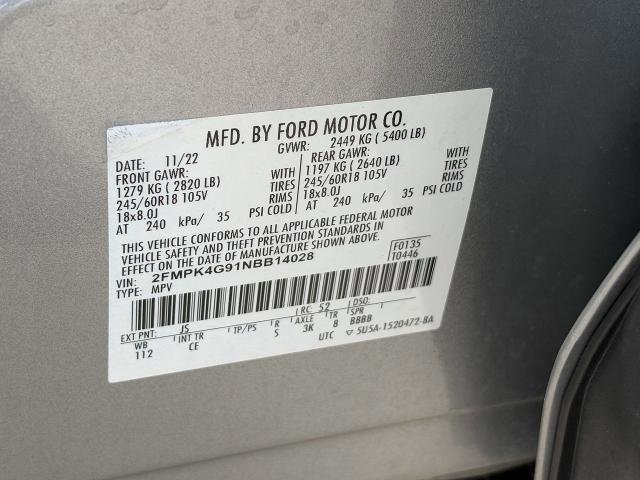 MFD. BY FORD MOTOR CO.
DATE: 11/22 GVWR: 2449 KG ( 5400 LB)
FRONT GAWR: REAR GAWR:
1279 KG ( 2820 LB) WITH 1197 KG ( 2640 LB) WITH
245/60R18 105V TIRES 245/60R18 105V TIRES
18x8.0J RIMS 18x8.0J RIMS
AT 240 kPa/ 35 PSI COLD AT 240 kPa/ 35 PSI COLD
THIS VEHICLE CONFORMS TO ALL APPLICABLE FEDERAL MOTOR
VEHICLE SAFETY AND THEFT PREVENTION STANDARDS IN
EFFECT ON THE DATE OF MANUFACTURE SHOWN ABOVE.
VIN: 2FMPK4G91NBB14028 F0135
TYPE: MPV T0446
EXT PNT: JS RC: 52 DSO:
WB INT TR TP/PS R AXLE TR SPR
112 CE S 3K 8 BBBB
UTC ▽ 5U5A-1520472-BA